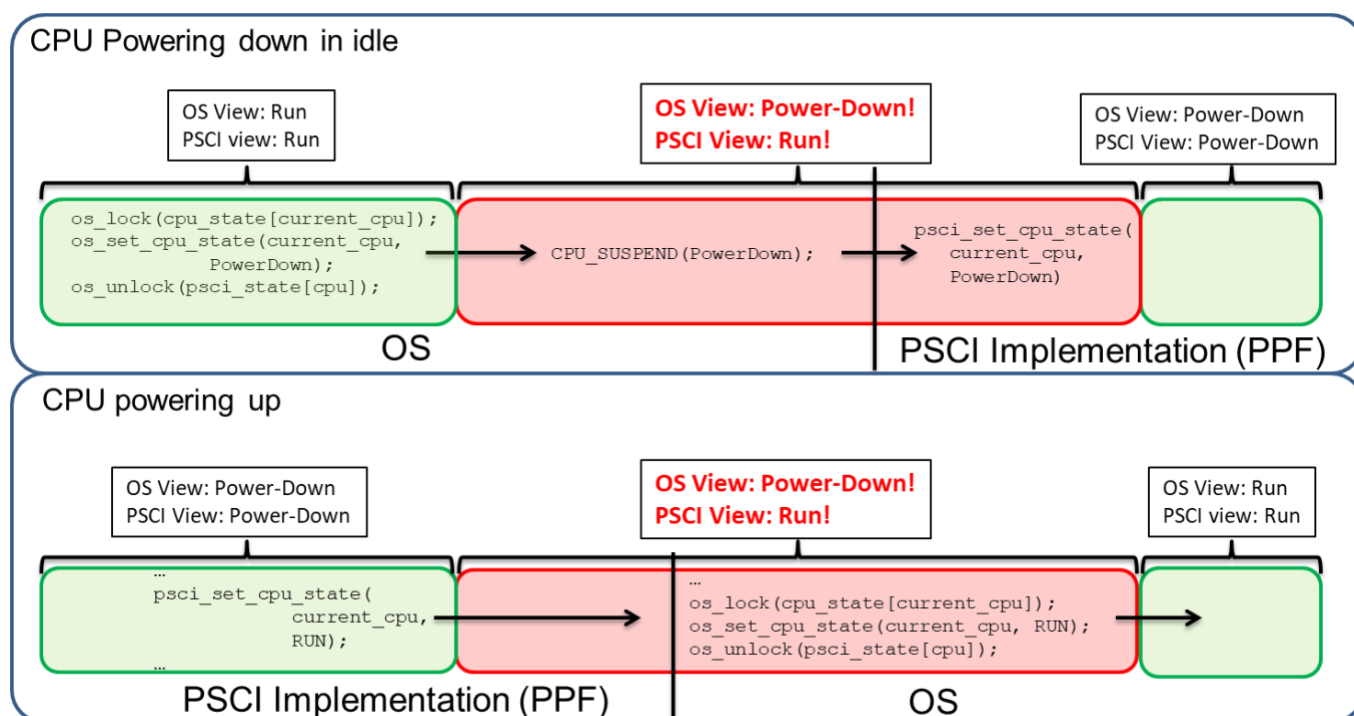 CPU Powering down in idle
OS View: Run
PSCI view: Run
OS View: Power-Down!
PSCI View: Run!
OS View: Power-Down
PSCI View: Power-Down
os_lock(cpu_state[current_cpu]);
os_set_cpu_state(current_cpu,
PowerDown);
os_unlock(psci_state[cpu]);
CPU_SUSPEND(PowerDown);
psci_set_cpu_state(
current_cpu,
PowerDown)
OS
PSCI Implementation (PPF)
CPU powering up
OS View: Power-Down
PSCI View: Power-Down
OS View: Power-Down!
PSCI View: Run!
OS View: Run
PSCI view: Run
…
psci_set_cpu_state(
current_cpu,
RUN);
…
…
os_lock(cpu_state[current_cpu]);
os_set_cpu_state(current_cpu, RUN);
os_unlock(psci_state[cpu]);
PSCI Implementation (PPF)
OS